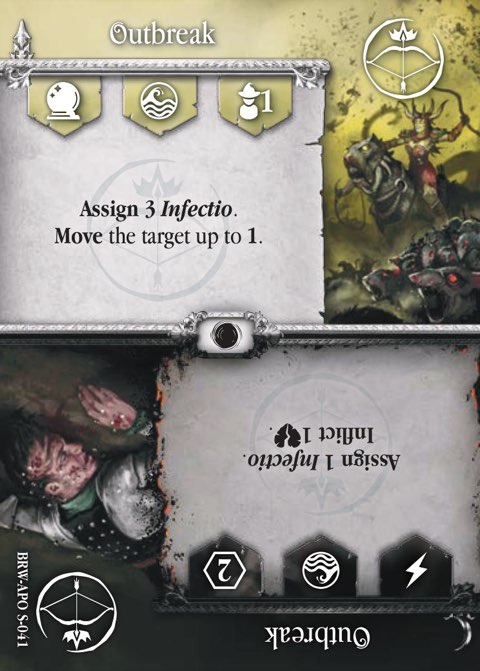 Outbreak
1
Assign 3 Infectio.
Move the target up to 1.
Assign 1 Infectio.
Inflict 1 .
2
Outbreak
BRW-APO S-041